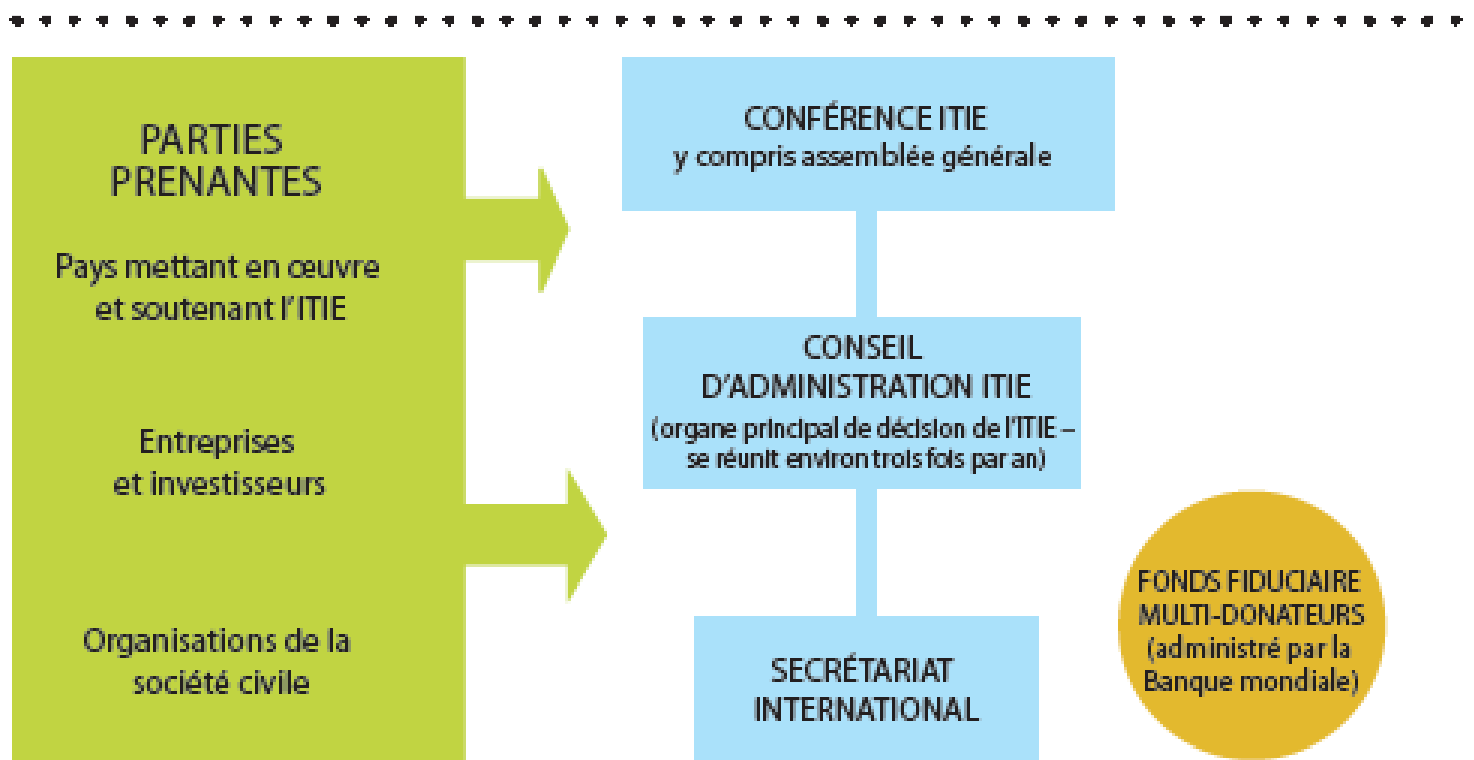 PARTIES
PRENANTES
Pays mettant en œuvre
et soutenant l'ITIE
Entreprises
et investisseurs
Organisations de la
société civile
CONFÉRENCE ITIE
y compris assemblée générale
CONSEIL
D'ADMINISTRATION ITIE
(organe principal de décision de l'ITIE –
se réunit environ trois fois par an)
SECRÉTARIAT
INTERNATIONAL
FONDS FIDUCIAIRE
MULTI-DONATEURS
(administré par la
Banque mondiale)